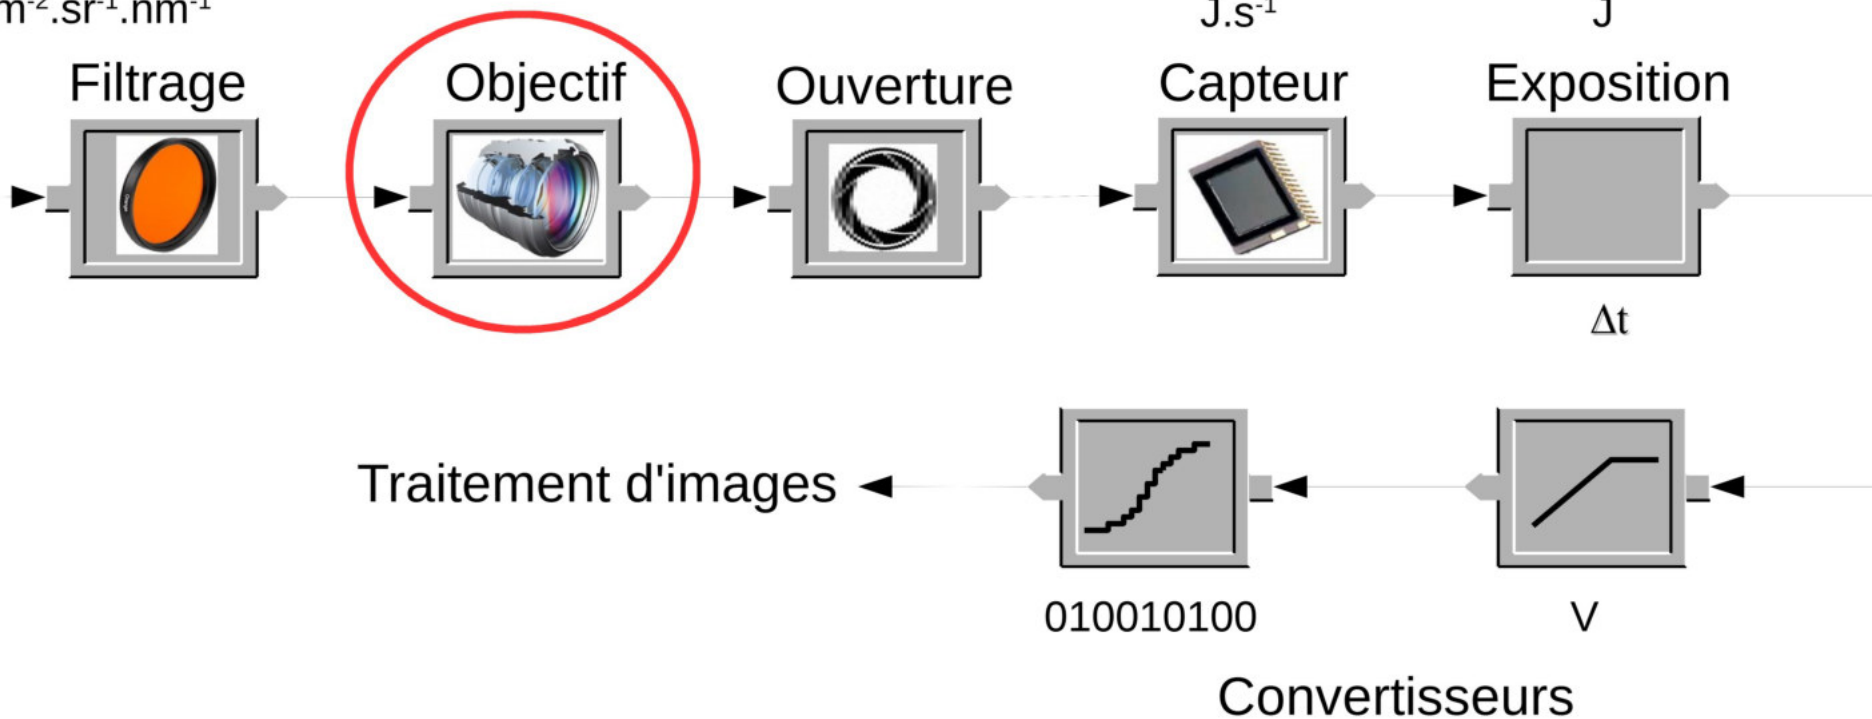 m⁻².sr⁻¹.nm⁻¹
J.s⁻¹
J
Filtrage
Objectif
Ouverture
Capteur
Exposition
Δt
Traitement d'images
010010100
V
Convertisseurs